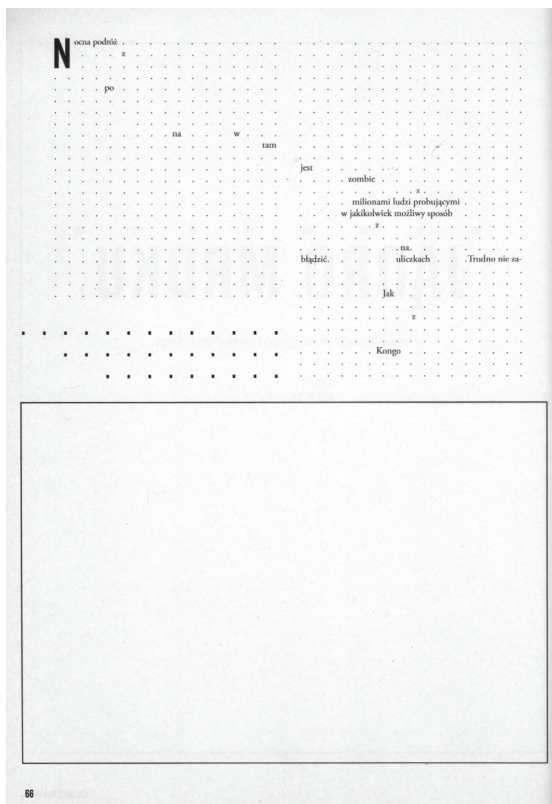 Nocna podróż
z
po
na w
tam
jest
zombie
z
milionami ludzi probującymi
w jakikolwiek możliwy sposób
z
na.
błądzić. uliczkach Trudno nie za-
Jak
z
Kongo
66